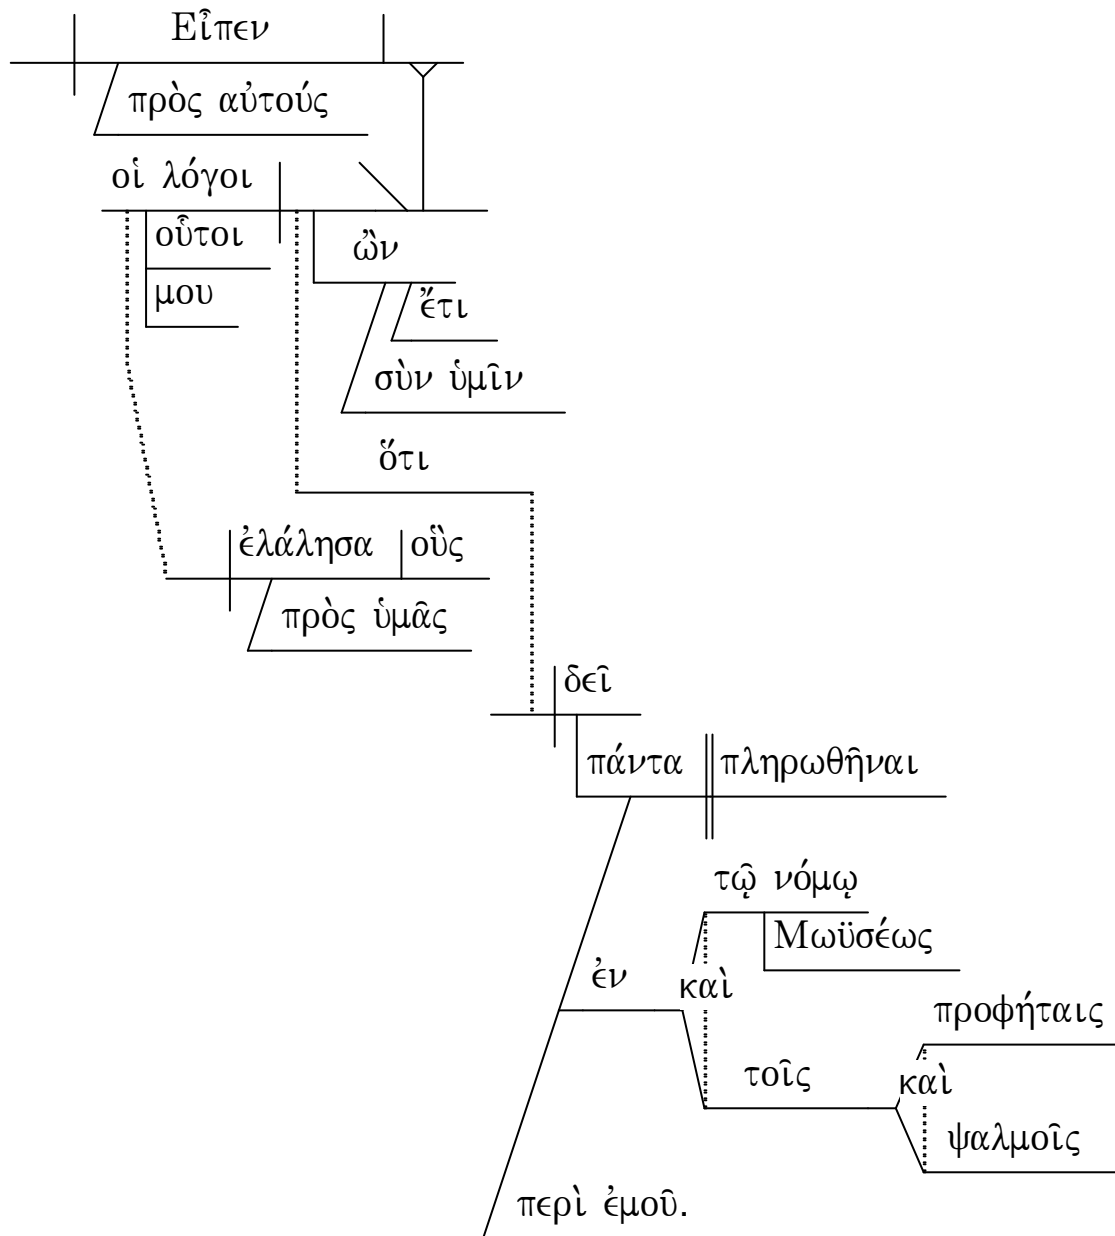 Εἶπεν
πρὸς αὐτούς
οἱ λόγοι
οὗτοι
μου
ὢν
ἔτι
σὺν ὑμῖν
ὅτι
ἐλάλησα οὓς
πρὸς ὑμᾶς
δεῖ
πάντα πληρωθῆναι
τῷ νόμῳ
Μωϋσέως
ἐν
καὶ
προφήταις
τοῖς
καὶ
ψαλμοῖς
περὶ ἐμοῦ.